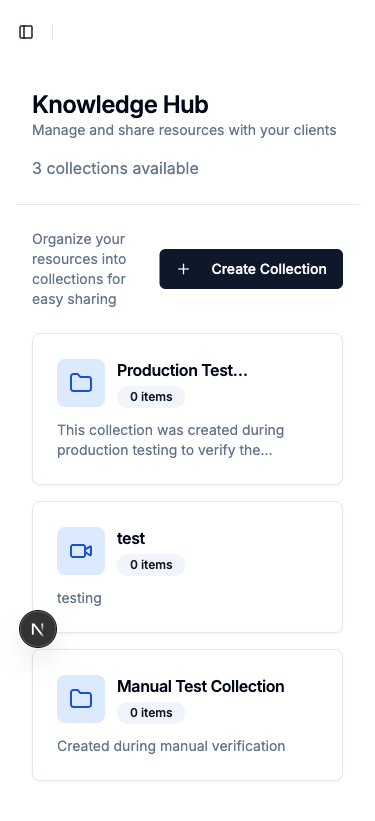 Knowledge Hub
Manage and share resources with your clients
3 collections available
Organize your
resources into
collections for
easy sharing
Create Collection
Production Test...
0 items
This collection was created during
production testing to verify the...
test
0 items
testing
N
Manual Test Collection
0 items
Created during manual verification